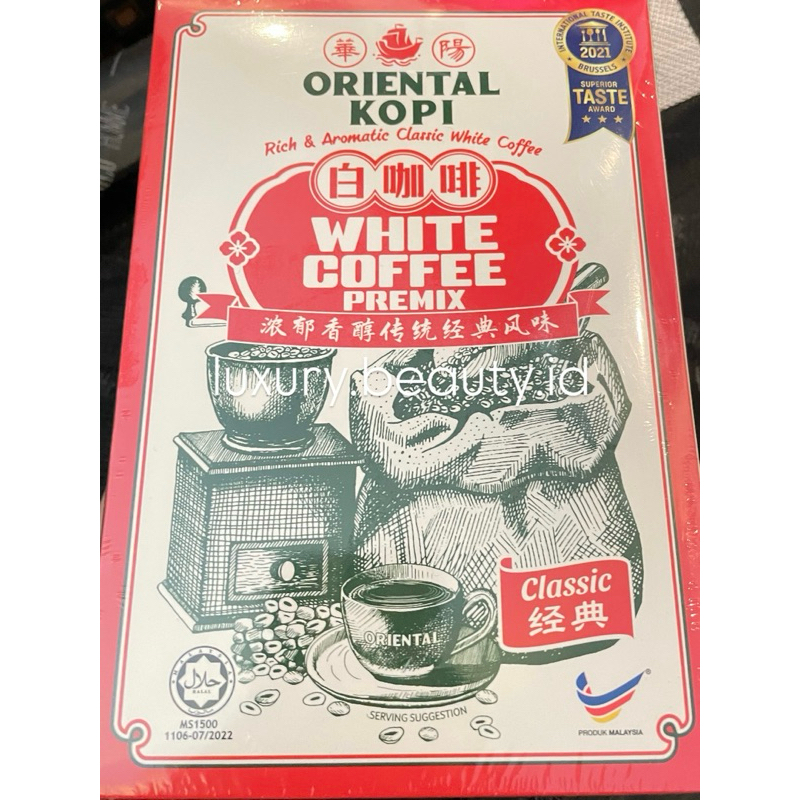 華 陽
ORIENTAL
KOPI
Rich & Aromatic Classic White Coffee
INTERNATIONAL TASTE INSTITUTE
2021
BRUSSELS
SUPERIOR
TASTE
AWARD
白咖啡
WHITE
COFFEE
PREMIX
浓郁香醇传统经典风味
luxury.beauty.id
Classic
经典
ORIENTAL
MALAYSIA
حلال
HALAL
MS1500
1106-07/2022
SERVING SUGGESTION
PRODUK MALAYSIA